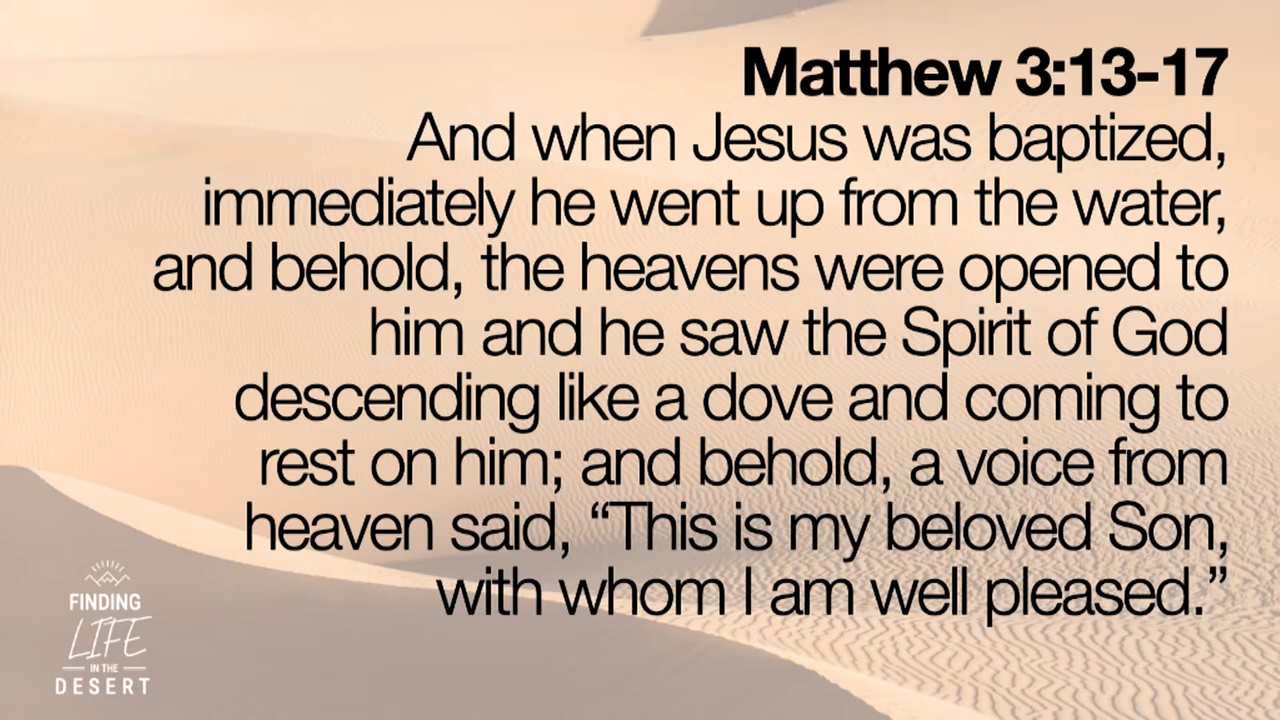 Matthew 3:13-17
And when Jesus was baptized,
immediately he went up from the water,
and behold, the heavens were opened to
him and he saw the Spirit of God
descending like a dove and coming to
rest on him; and behold, a voice from
heaven said, “This is my beloved Son,
with whom I am well pleased.”
FINDING
LIFE
IN THE
DESERT